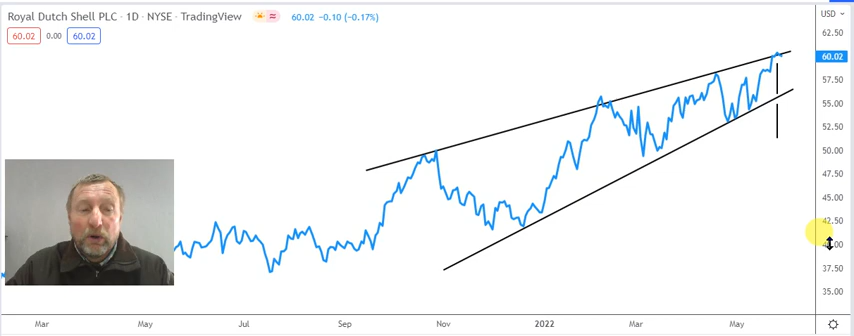 Royal Dutch Shell PLC · 1D · NYSE · TradingView
60.02 −0.10 (−0.17%)
USD
60.02 0.00 60.02
62.50
60.02
57.50
55.00
52.50
50.00
47.50
45.00
42.50
37.50
35.00
Mar May Jul Sep Nov 2022 Mar May